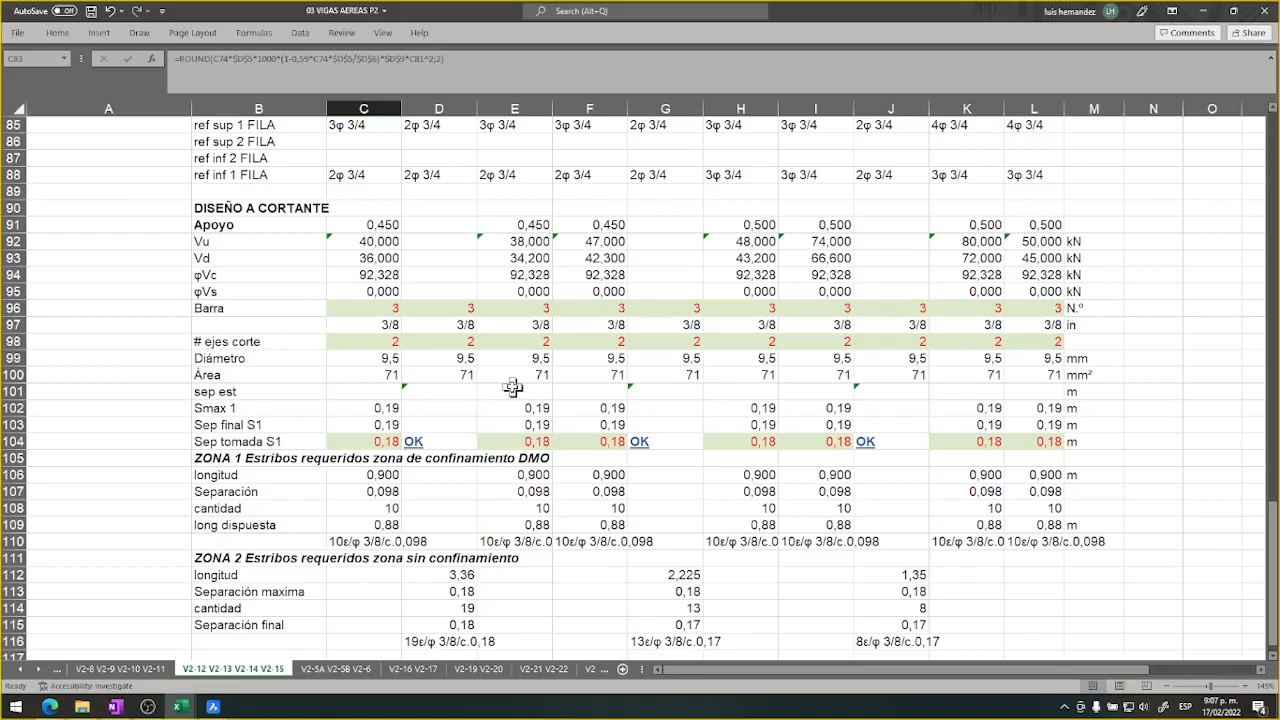 AutoSave Off 03 VIGAS AEREAS P2 Search (Alt+Q) luis hernandez LH
File Home Insert Draw Page Layout Formulas Data Review View Help Comments Share
C83 fx =ROUND(C74*$D$5*1000*(1-0,59*C74*$D$5/$D$6)*$D$9*C81^2;2)
A B C D E F G H I J K L M N O
85 ref sup 1 FILA 3φ 3/4 2φ 3/4 3φ 3/4 3φ 3/4 2φ 3/4 3φ 3/4 3φ 3/4 2φ 3/4 4φ 3/4 4φ 3/4
86 ref sup 2 FILA
87 ref inf 2 FILA
88 ref inf 1 FILA 2φ 3/4 2φ 3/4 2φ 3/4 2φ 3/4 2φ 3/4 3φ 3/4 3φ 3/4 2φ 3/4 3φ 3/4 3φ 3/4
89
90 DISEÑO A CORTANTE
91 Apoyo 0,450 0,450 0,450 0,500 0,500 0,500 0,500
92 Vu 40,000 38,000 47,000 48,000 74,000 80,000 50,000 kN
93 Vd 36,000 34,200 42,300 43,200 66,600 72,000 45,000 kN
94 φVc 92,328 92,328 92,328 92,328 92,328 92,328 92,328 kN
95 φVs 0,000 0,000 0,000 0,000 0,000 0,000 0,000 kN
96 Barra 3 3 3 3 3 3 3 3 3 3 N.º
97 3/8 3/8 3/8 3/8 3/8 3/8 3/8 3/8 3/8 3/8 in
98 # ejes corte 2 2 2 2 2 2 2 2 2 2
99 Diámetro 9,5 9,5 9,5 9,5 9,5 9,5 9,5 9,5 9,5 9,5 mm
100 Área 71 71 71 71 71 71 71 71 71 71 mm²
101 sep est m
102 Smax 1 0,19 0,19 0,19 0,19 0,19 0,19 0,19 m
103 Sep final S1 0,19 0,19 0,19 0,19 0,19 0,19 0,19 m
104 Sep tomada S1 0,18 OK 0,18 0,18 OK 0,18 0,18 OK 0,18 0,18 m
105 ZONA 1 Estribos requeridos zona de confinamiento DMO
106 longitud 0,900 0,900 0,900 0,900 0,900 0,900 0,900 m
107 Separación 0,098 0,098 0,098 0,098 0,098 0,098 0,098
108 cantidad 10 10 10 10 10 10 10
109 long dispuesta 0,88 0,88 0,88 0,88 0,88 0,88 0,88 m
110 10ε/φ 3/8/c.0,098 10ε/φ 3/8/c.0 10ε/φ 3/8/c.0,098 10ε/φ 3/8/c.0 10ε/φ 3/8/c.0,098 10ε/φ 3/8/c.0 10ε/φ 3/8/c.0,098
111 ZONA 2 Estribos requeridos zona sin confinamiento
112 longitud 3,36 2,225 1,35
113 Separación maxima 0,18 0,18 0,18
114 cantidad 19 13 8
115 Separación final 0,18 0,17 0,17
116 19ε/φ 3/8/c.0,18 13ε/φ 3/8/c.0,17 8ε/φ 3/8/c.0,17
117
... V2-8 V2-9 V2-10 V2-11 V2-12 V2-13 V2-14 V2-15 V2-5A V2-5B V2-6 V2-16 V2-17 V2-19 V2-20 V2-21 V2-22 V2 ...
Ready Accessibility: Investigate 145%
ESP 9:07 p. m.
17/02/2022